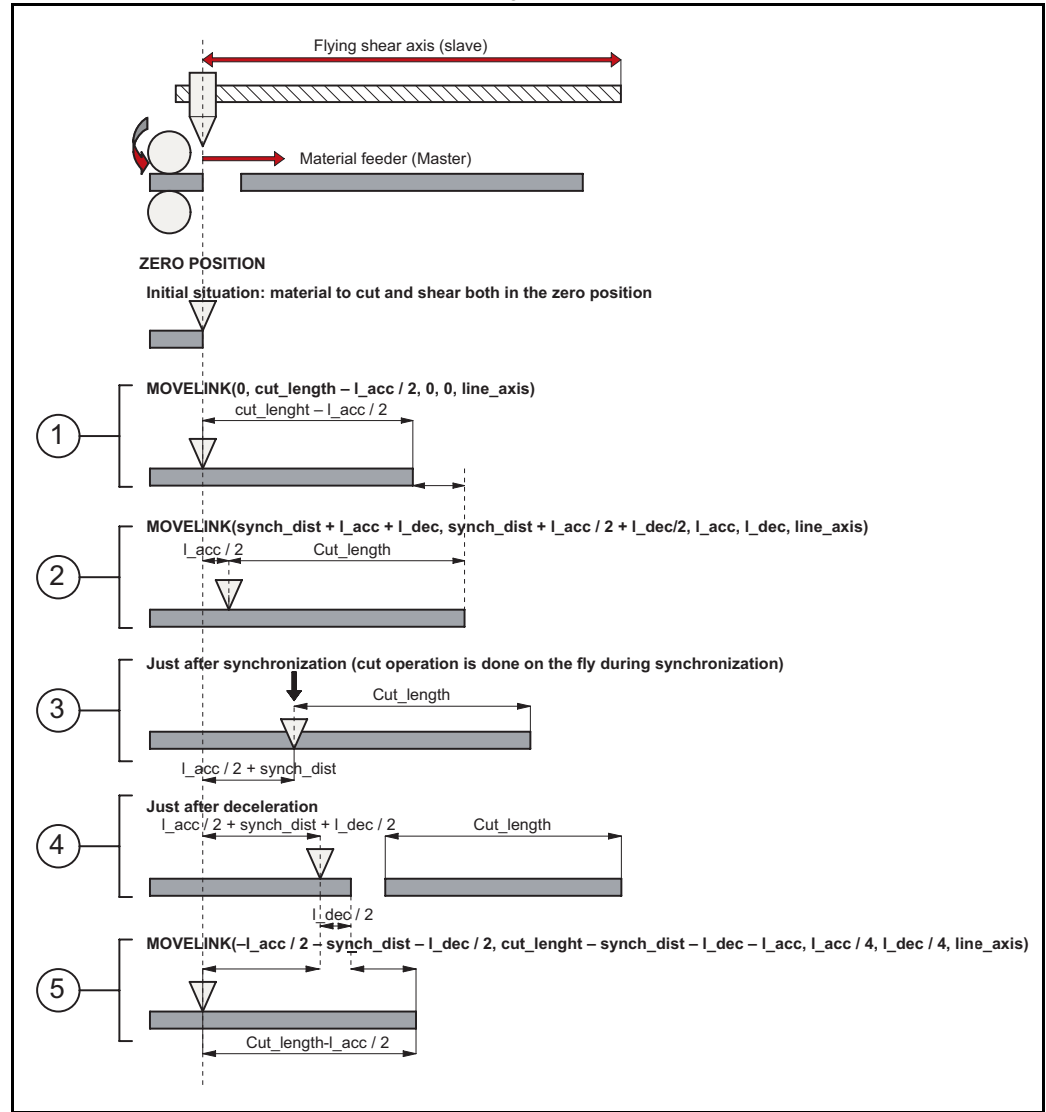 Flying shear axis (slave)
Material feeder (Master)
ZERO POSITION
Initial situation: material to cut and shear both in the zero position
MOVELINK(0, cut_length – l_acc / 2, 0, 0, line_axis)
cut_lenght – l_acc / 2
1
MOVELINK(synch_dist + l_acc + l_dec, synch_dist + l_acc / 2 + l_dec/2, l_acc, l_dec, line_axis)
l_acc / 2
Cut_length
2
Just after synchronization (cut operation is done on the fly during synchronization)
Cut_length
3
l_acc / 2 + synch_dist
Just after deceleration
l_acc / 2 + synch_dist + l_dec / 2
Cut_length
4
l_dec / 2
MOVELINK(–l_acc / 2 – synch_dist – l_dec / 2, cut_lenght – synch_dist – l_dec – l_acc, l_acc / 4, l_dec / 4, line_axis)
5
Cut_length-l_acc / 2